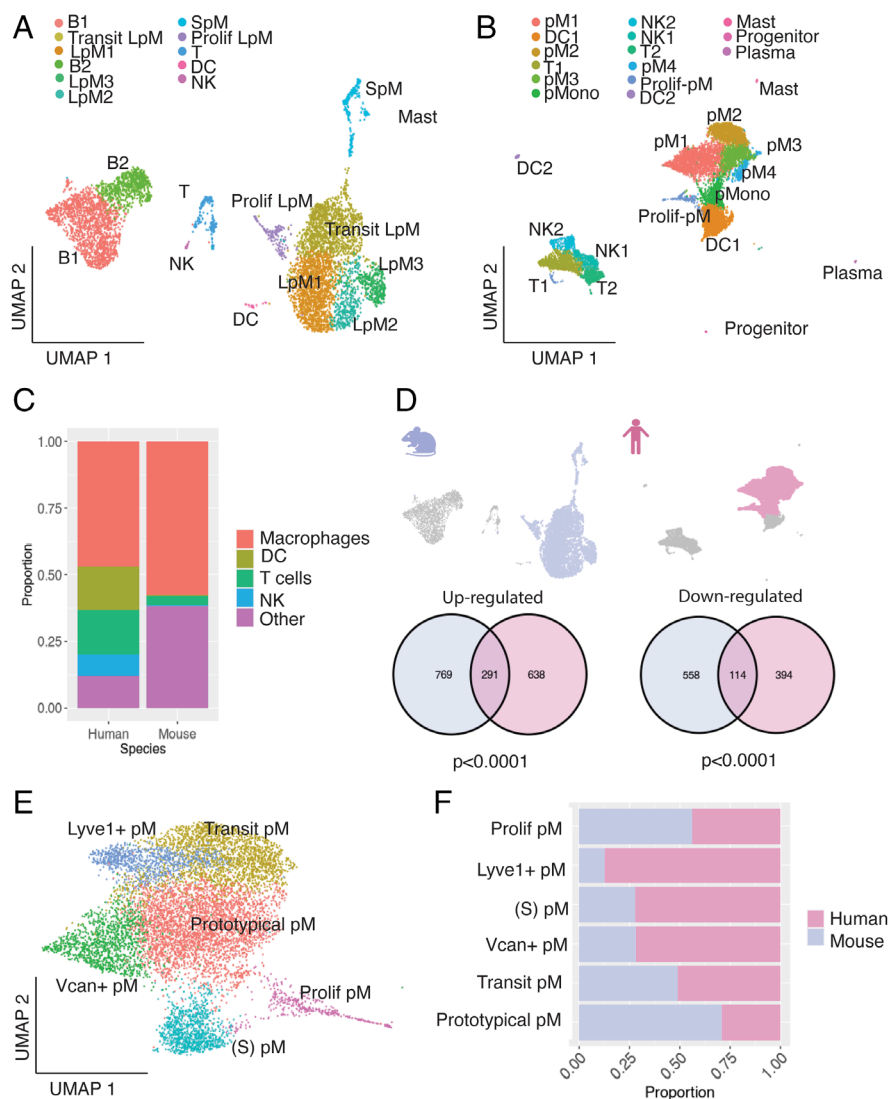 A
B1
Transit LpM
LpM1
B2
LpM3
LpM2
SpM
Prolif LpM
T
DC
NK
SpM
Mast
B2
T
Prolif LpM
Transit LpM
B1
NK
LpM1
LpM3
DC
LpM2
UMAP 2
UMAP 1
B
pM1
DC1
pM2
T1
pM3
pMono
NK2
NK1
T2
pM4
Prolif-pM
DC2
Mast
Progenitor
Plasma
Mast
pM2
pM1
pM3
DC2
pM4
pMono
Prolif-pM
NK2
NK1
DC1
Plasma
T1
T2
Progenitor
UMAP 2
UMAP 1
C
1.00
0.75
0.50
0.25
0.00
Proportion
Human
Mouse
Species
Macrophages
DC
T cells
NK
Other
D
Up-regulated
769
291
638
p<0.0001
Down-regulated
558
114
394
p<0.0001
E
Lyve1+ pM
Transit pM
Prototypical pM
Vcan+ pM
Prolif pM
(S) pM
UMAP 2
UMAP 1
F
Prolif pM
Lyve1+ pM
(S) pM
Vcan+ pM
Transit pM
Prototypical pM
0.00
0.25
0.50
0.75
1.00
Proportion
Human
Mouse